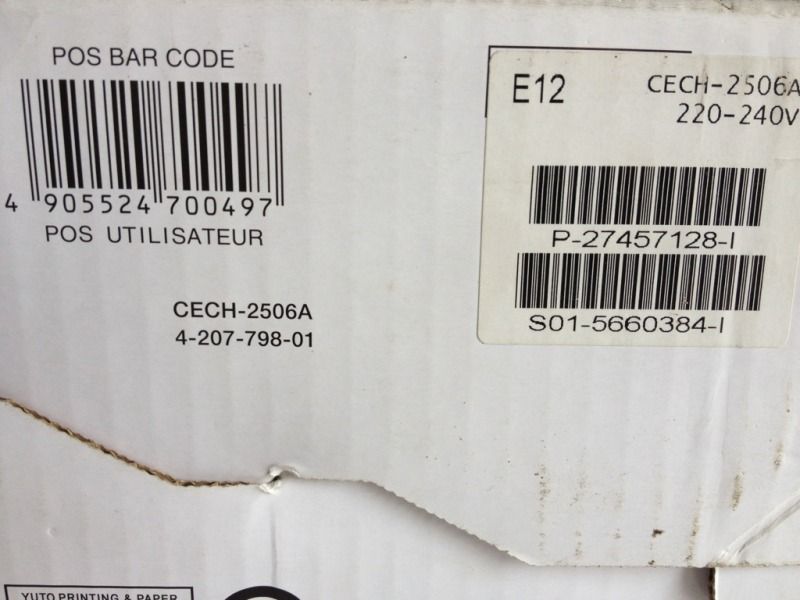 POS BAR CODE
4 905524 700497
POS UTILISATEUR
CECH-2506A
4-207-798-01
E12
CECH-2506A
220-240V
P-27457128-I
S01-5660384-I
YUTO PRINTING & PAPER